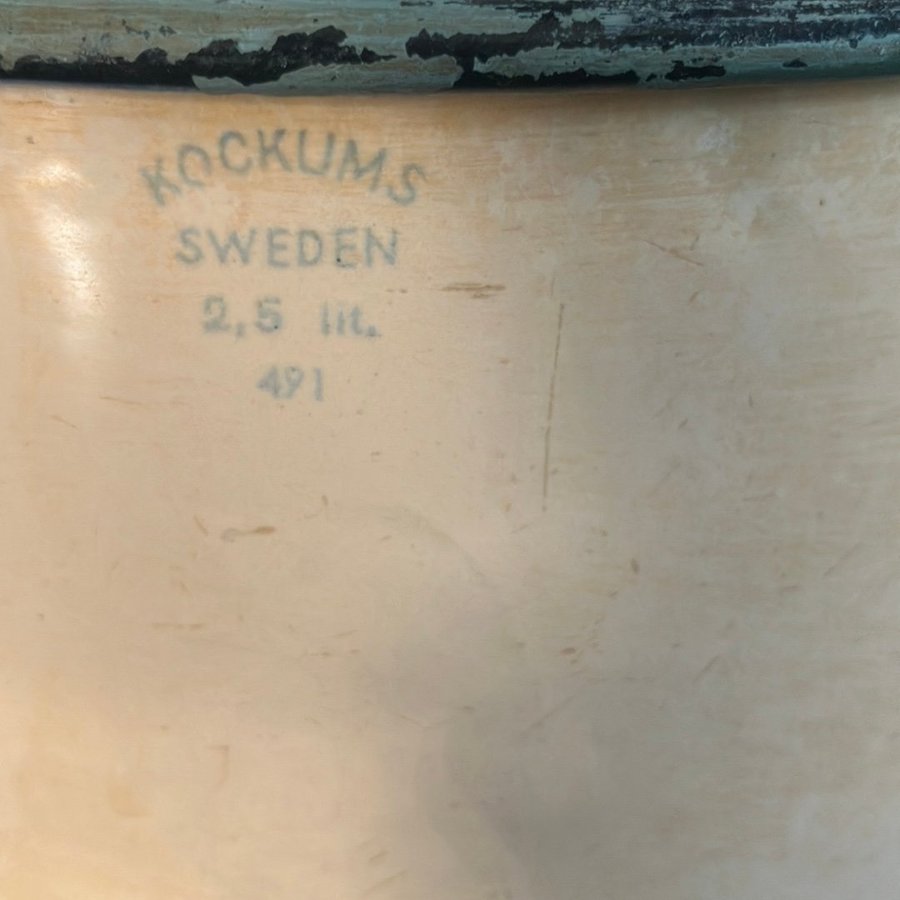 KOCKUMS
SWEDEN
2,5 lit.
491